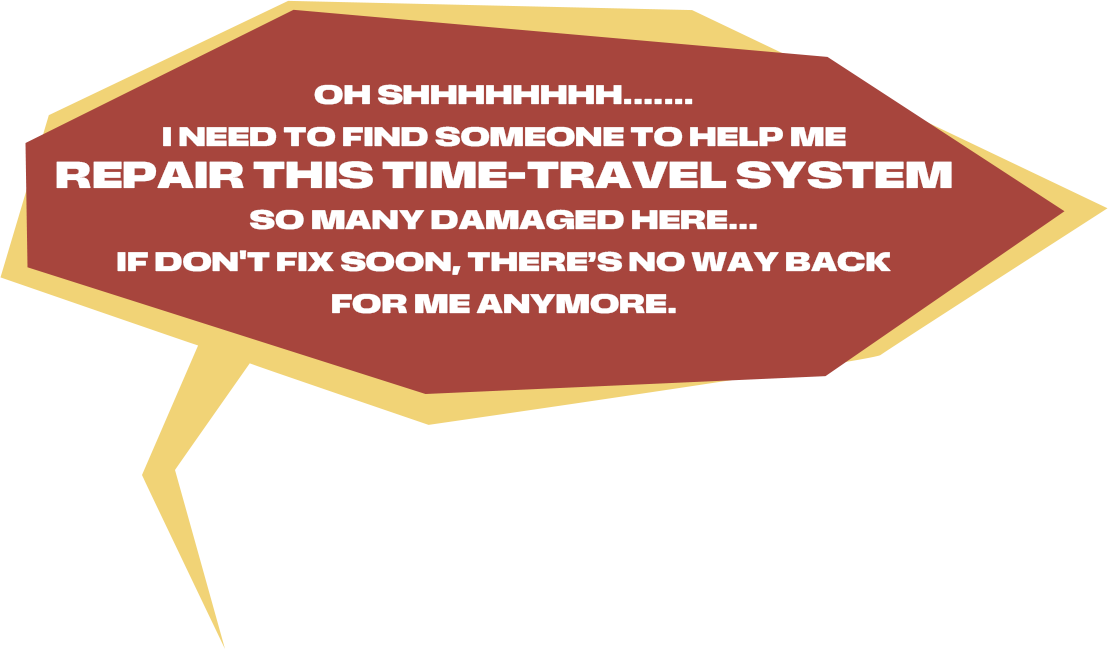 OH SHHHHHHHH.......
I NEED TO FIND SOMEONE TO HELP ME
REPAIR THIS TIME-TRAVEL SYSTEM
SO MANY DAMAGED HERE...
IF DON'T FIX SOON, THERE’S NO WAY BACK
FOR ME ANYMORE.